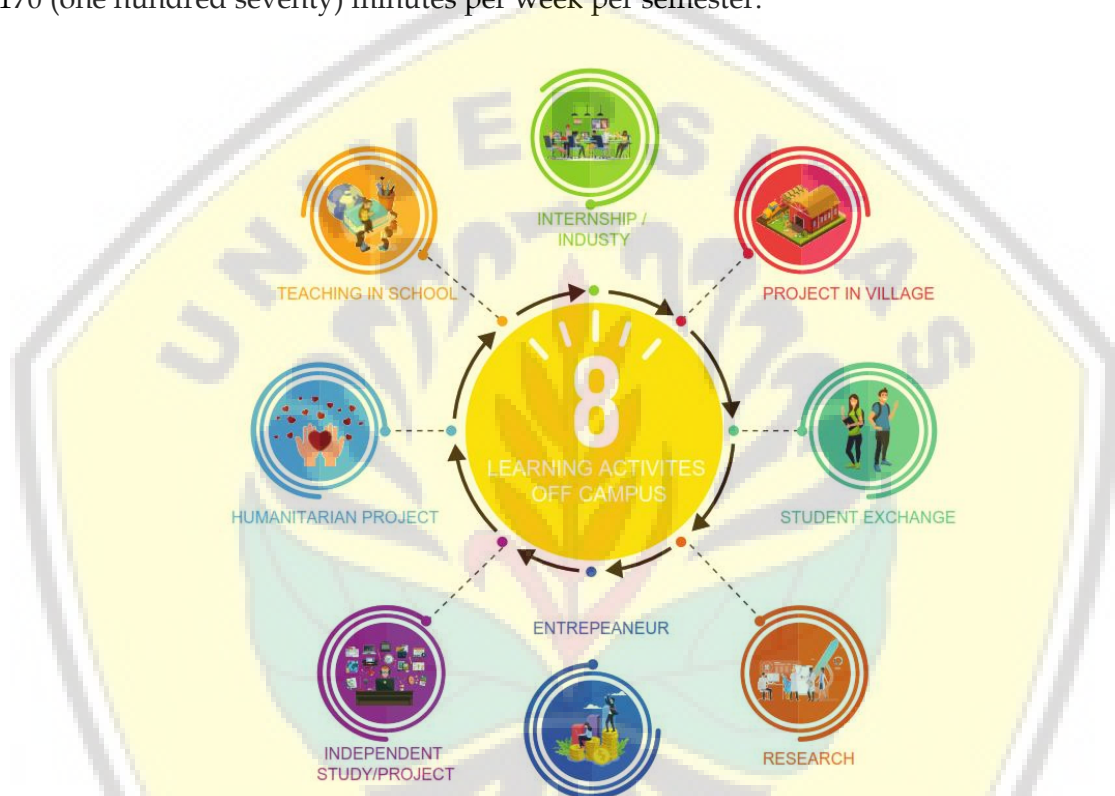 170 (one hundred seventy) minutes per week per semester.
UNIVERSITAS
INTERNSHIP /
INDUSTY
TEACHING IN SCHOOL
PROJECT IN VILLAGE
8
LEARNING ACTIVITES
OFF CAMPUS
HUMANITARIAN PROJECT
STUDENT EXCHANGE
ENTREPEANEUR
INDEPENDENT
STUDY/PROJECT
RESEARCH